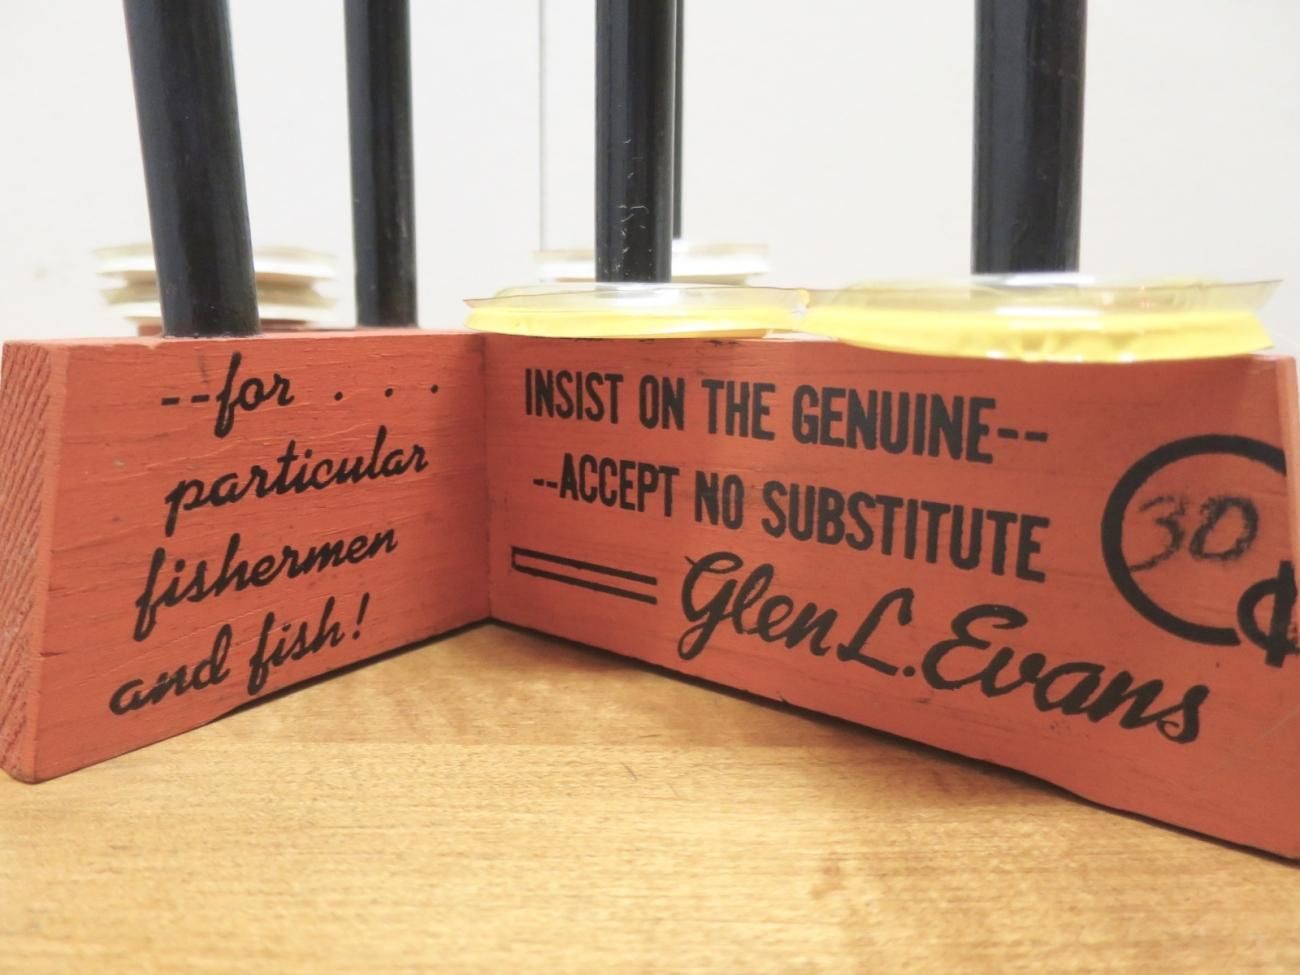 --for . . .
particular
fishermen
and fish!
INSIST ON THE GENUINE--
--ACCEPT NO SUBSTITUTE
Glen L. Evans
30
¢